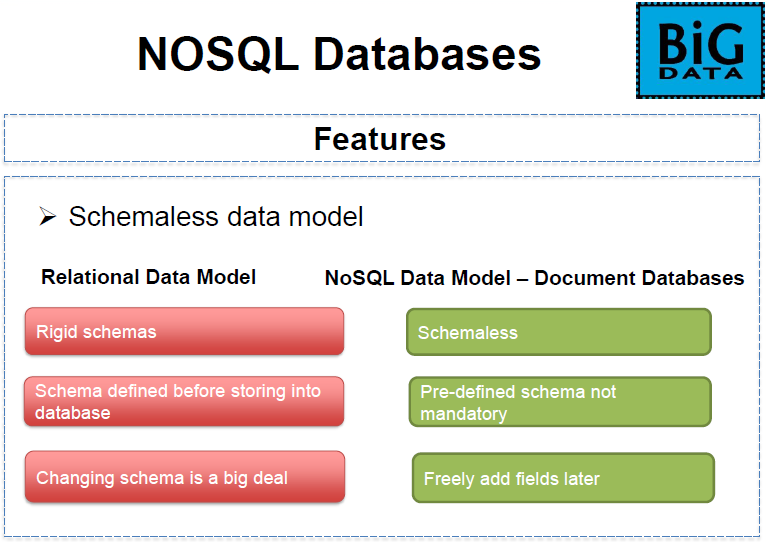 NOSQL Databases
BiG
DATA
Features
➢ Schemaless data model
Relational Data Model
NoSQL Data Model – Document Databases
Rigid schemas
Schemaless
Schema defined before storing into
database
Pre-defined schema not
mandatory
Changing schema is a big deal
Freely add fields later